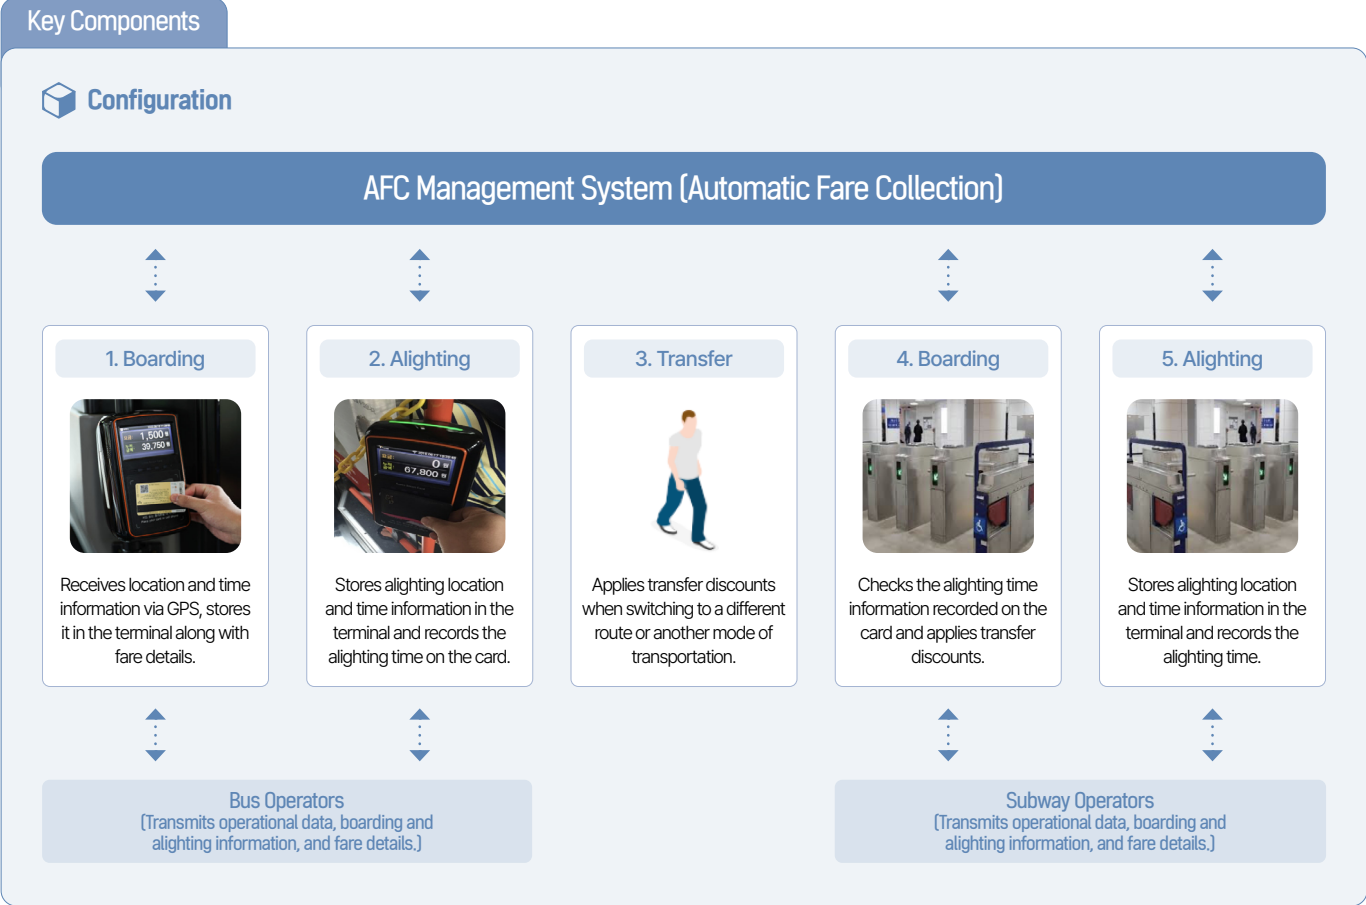 Key Components
Configuration
AFC Management System (Automatic Fare Collection)
1. Boarding
1,500
39,750
Receives location and time
information via GPS, stores
it in the terminal along with
fare details.
2. Alighting
0
67,800
Stores alighting location
and time information in the
terminal and records the
alighting time on the card.
3. Transfer
Applies transfer discounts
when switching to a different
route or another mode of
transportation.
4. Boarding
Checks the alighting time
information recorded on the
card and applies transfer
discounts.
5. Alighting
Stores alighting location
and time information in the
terminal and records the
alighting time.
Bus Operators
(Transmits operational data, boarding and
alighting information, and fare details.)
Subway Operators
(Transmits operational data, boarding and
alighting information, and fare details.)